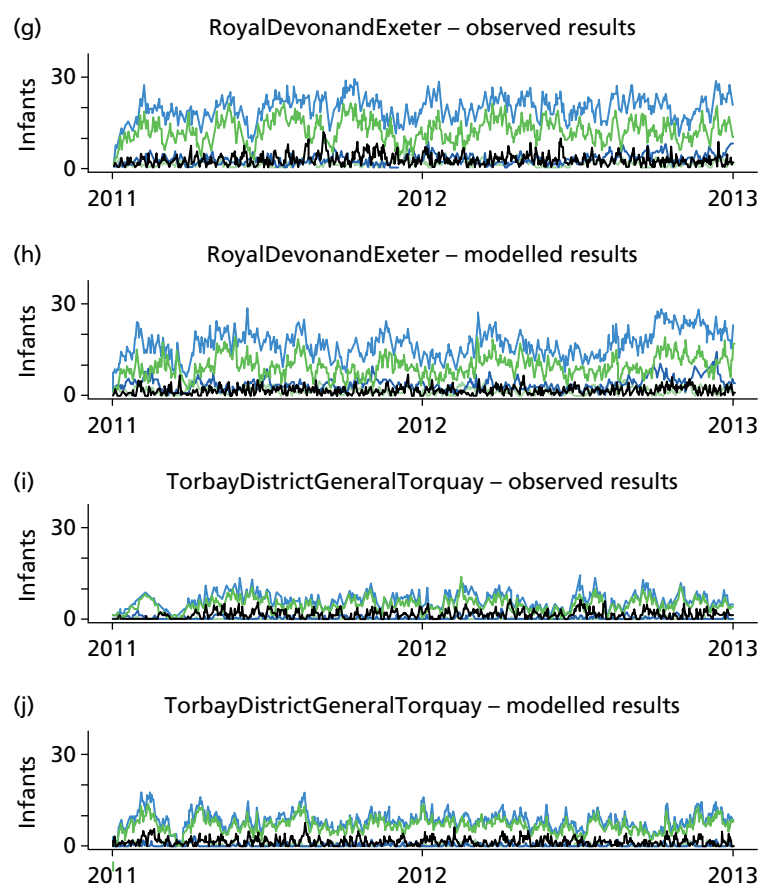 (g) RoyalDevonandExeter – observed results
Infants
30
0
2011 2012 2013
(h) RoyalDevonandExeter – modelled results
Infants
30
0
2011 2012 2013
(i) TorbayDistrictGeneralTorquay – observed results
Infants
30
0
2011 2012 2013
(j) TorbayDistrictGeneralTorquay – modelled results
Infants
30
0
2011 2012 2013